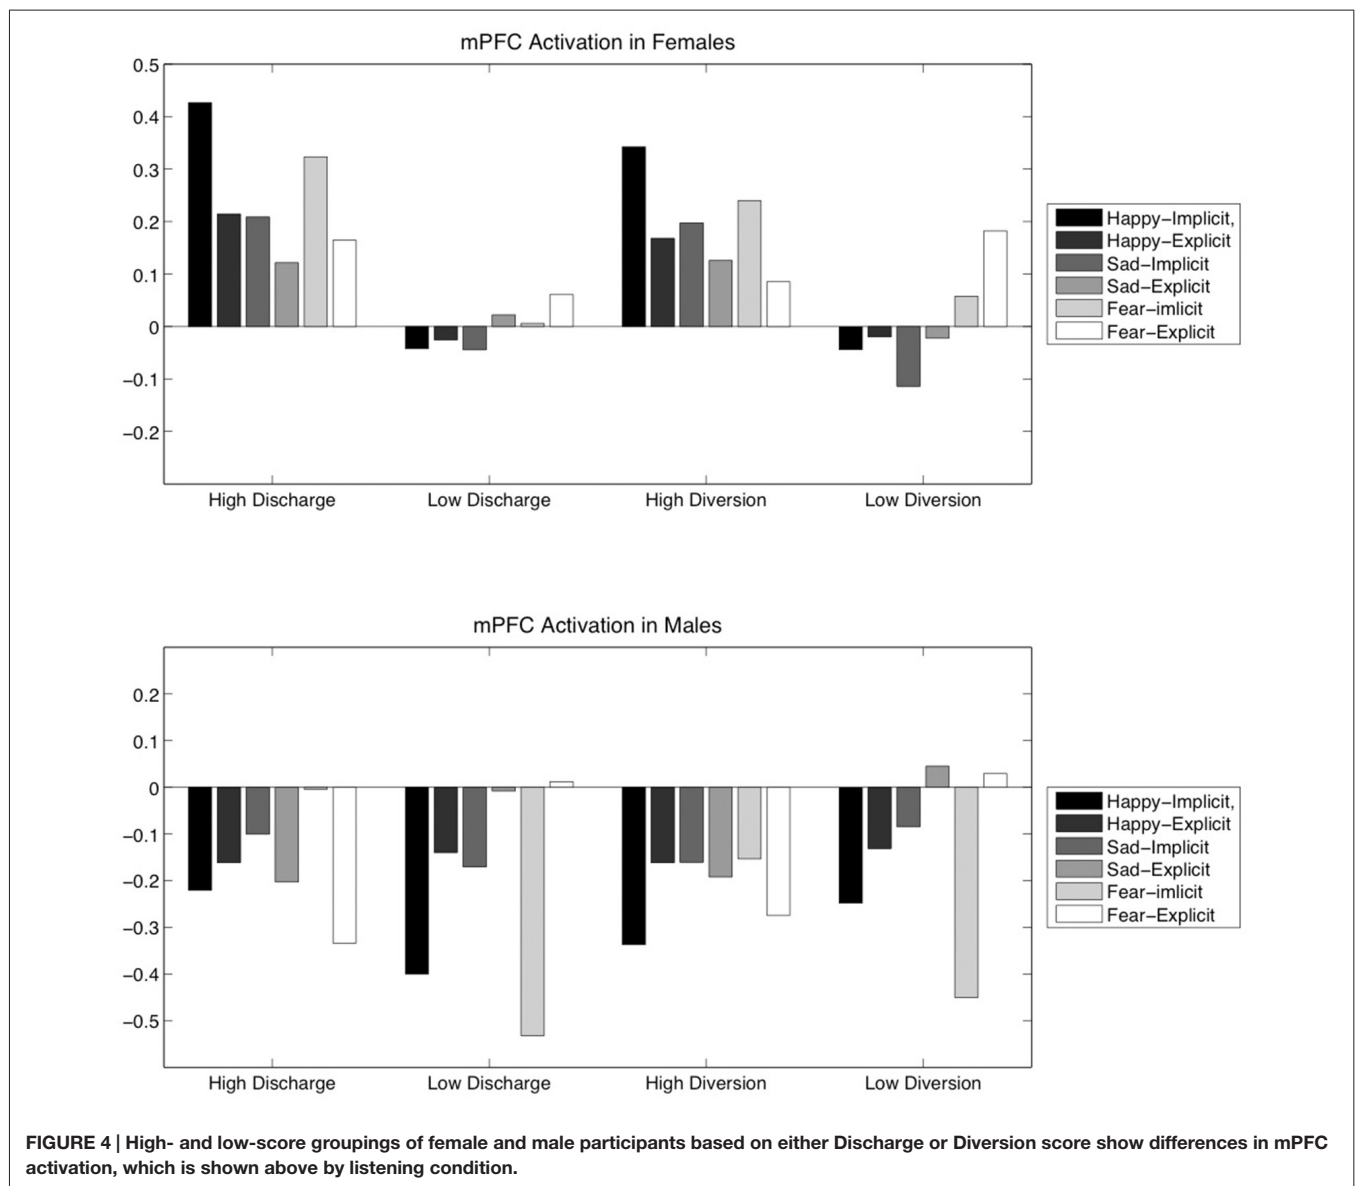 mPFC Activation in Females
0.5
0.4
0.3
0.2
0.1
0
−0.1
−0.2
High Discharge
Low Discharge
High Diversion
Low Diversion
Happy−Implicit,
Happy−Explicit
Sad−Implicit
Sad−Explicit
Fear−imlicit
Fear−Explicit
mPFC Activation in Males
0.2
0.1
0
−0.1
−0.2
−0.3
−0.4
−0.5
High Discharge
Low Discharge
High Diversion
Low Diversion
Happy−Implicit,
Happy−Explicit
Sad−Implicit
Sad−Explicit
Fear−imlicit
Fear−Explicit
FIGURE 4 | High- and low-score groupings of female and male participants based on either Discharge or Diversion score show differences in mPFC
activation, which is shown above by listening condition.